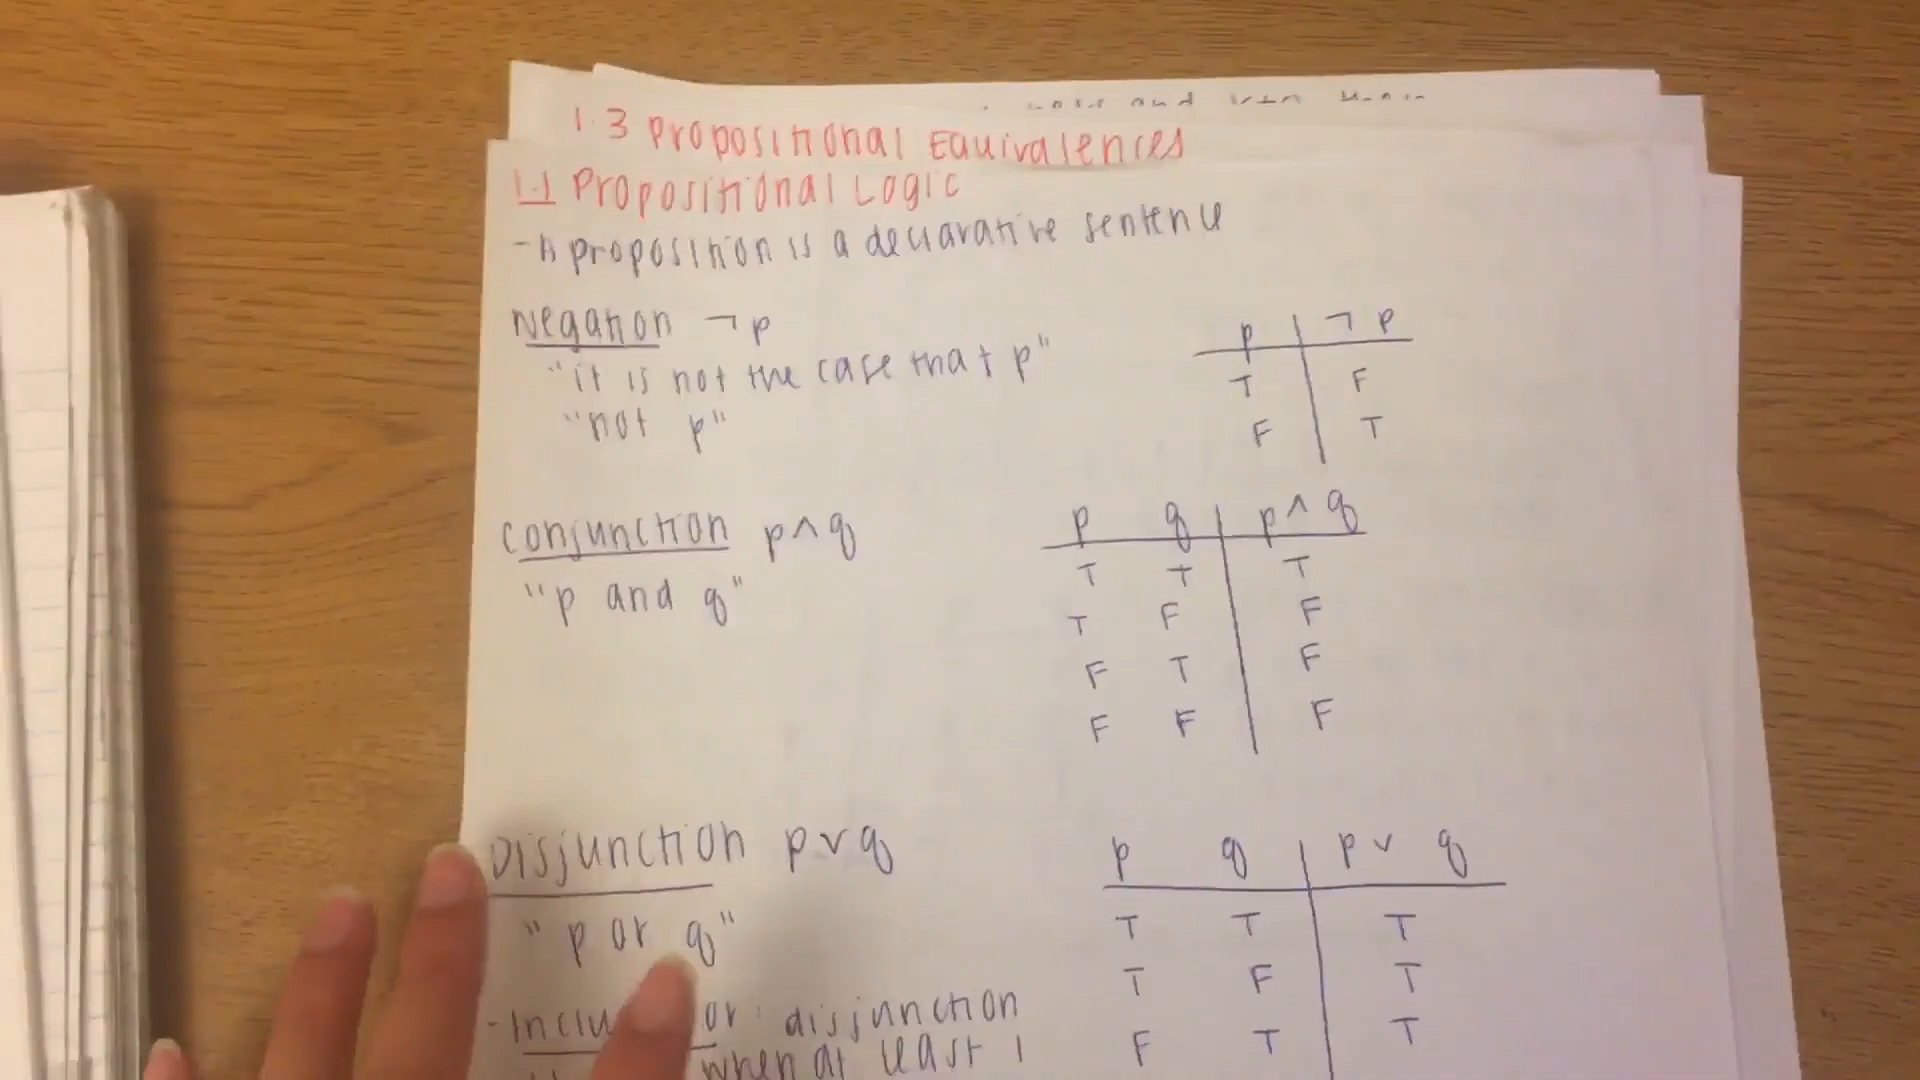 1.3 Propositional Equivalences
1.1 Propositional Logic
- A proposition is a declarative sentence
Negation ¬p
"it is not the case that p"
"not p"
p | ¬ p
T F
F T
Conjunction p∧q
"p and q"
p q | p∧q
T T T
T F F
F T F
F F F
Disjunction p∨q
"p or q"
p q | p ∨ q
T T T
T F T
F T T
- or: disjunction
when at least 1